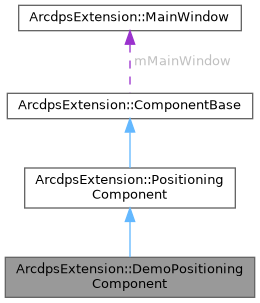 ArcdpsExtension::MainWindow
mMainWindow
ArcdpsExtension::ComponentBase
ArcdpsExtension::Positioning
Component
ArcdpsExtension::DemoPositioning
Component